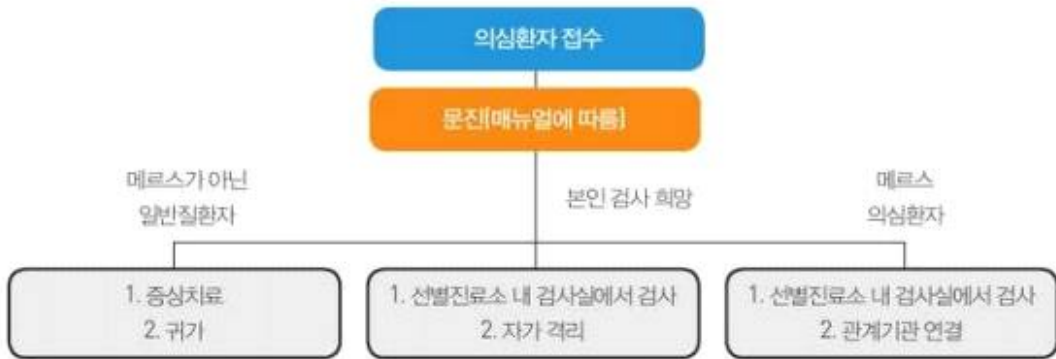 의심환자 접수
문진[매뉴얼에 따름]
메르스가 아닌
일반질환자
본인 검사 희망
메르스
의심환자
1. 증상치료
2. 귀가
1. 선별진료소 내 검사실에서 검사
2. 자가 격리
1. 선별진료소 내 검사실에서 검사
2. 관계기관 연결